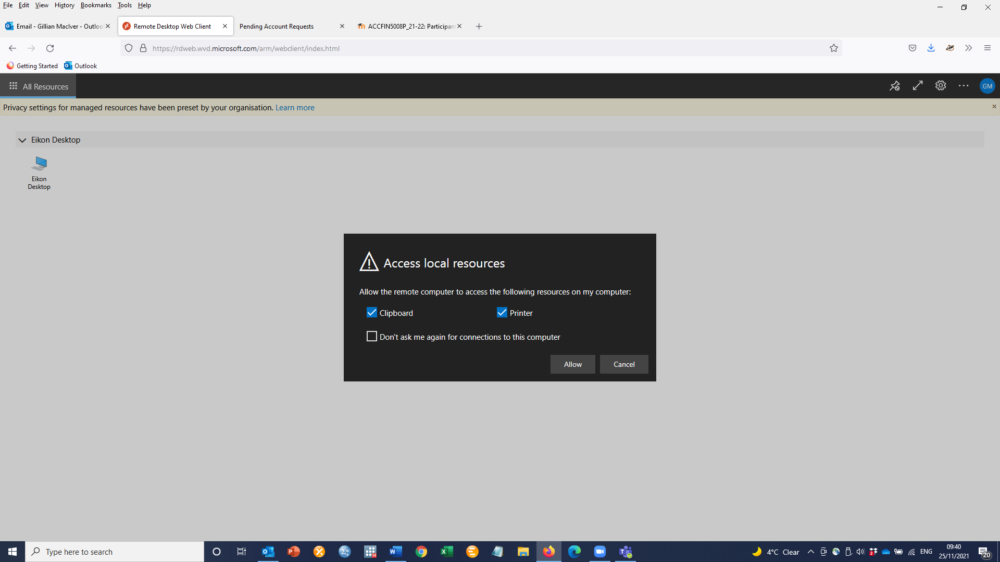 File Edit View History Bookmarks Tools Help
Email - Gillian MacIver - Outloo
Remote Desktop Web Client
Pending Account Requests
ACCFIN5008P_21-22: Participan
https://rdweb.wvd.microsoft.com/arm/webclient/index.html
Getting Started Outlook
All Resources
GM
Privacy settings for managed resources have been preset by your organisation. Learn more
Eikon Desktop
Eikon
Desktop
Access local resources
Allow the remote computer to access the following resources on my computer:
Clipboard Printer
Don't ask me again for connections to this computer
Allow Cancel
Type here to search
14
4°C Clear
2
ENG
09:40
25/11/2021
20